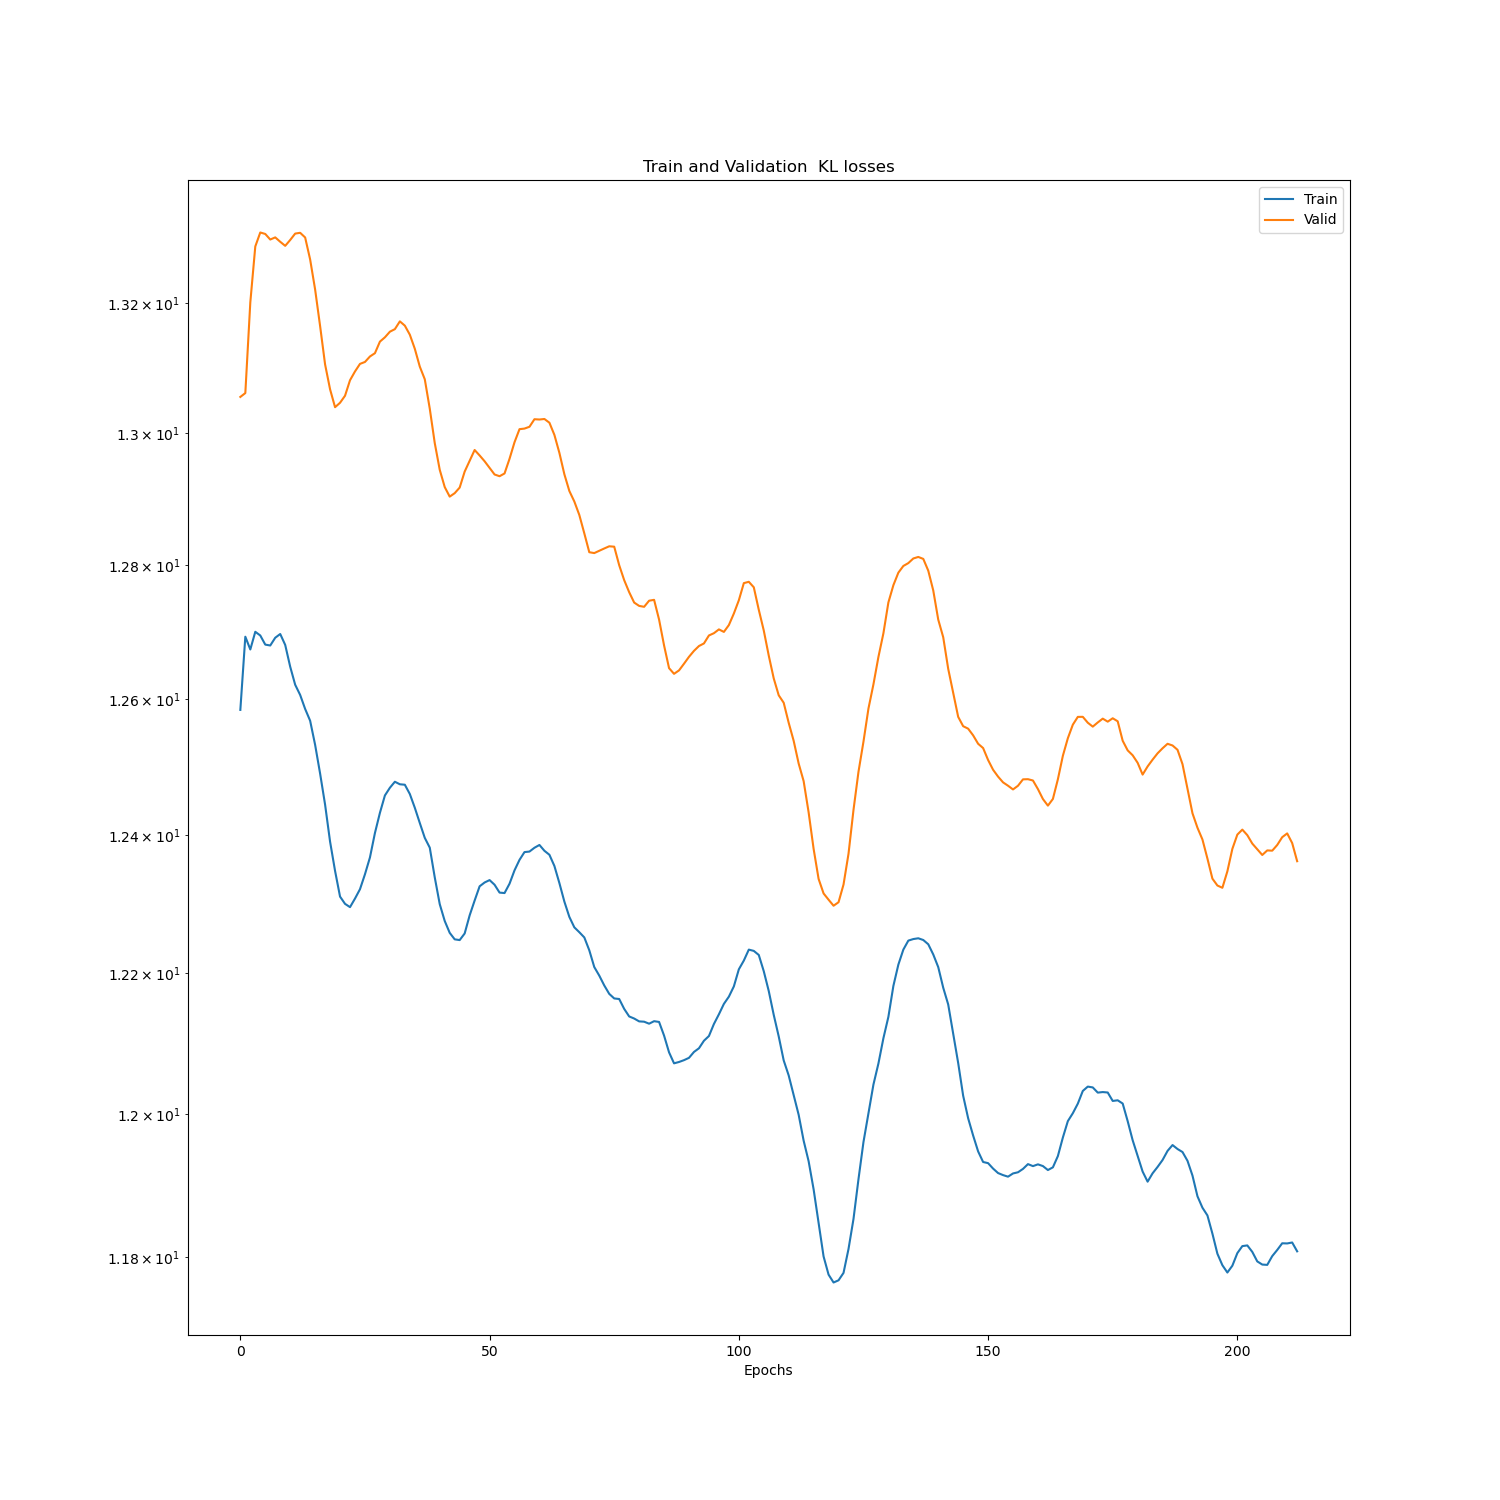 Train and Validation  KL losses
Train
Valid
1.32 × 10¹
1.3 × 10¹
1.28 × 10¹
1.26 × 10¹
1.24 × 10¹
1.22 × 10¹
1.2 × 10¹
1.18 × 10¹
0 50 100 150 200
Epochs